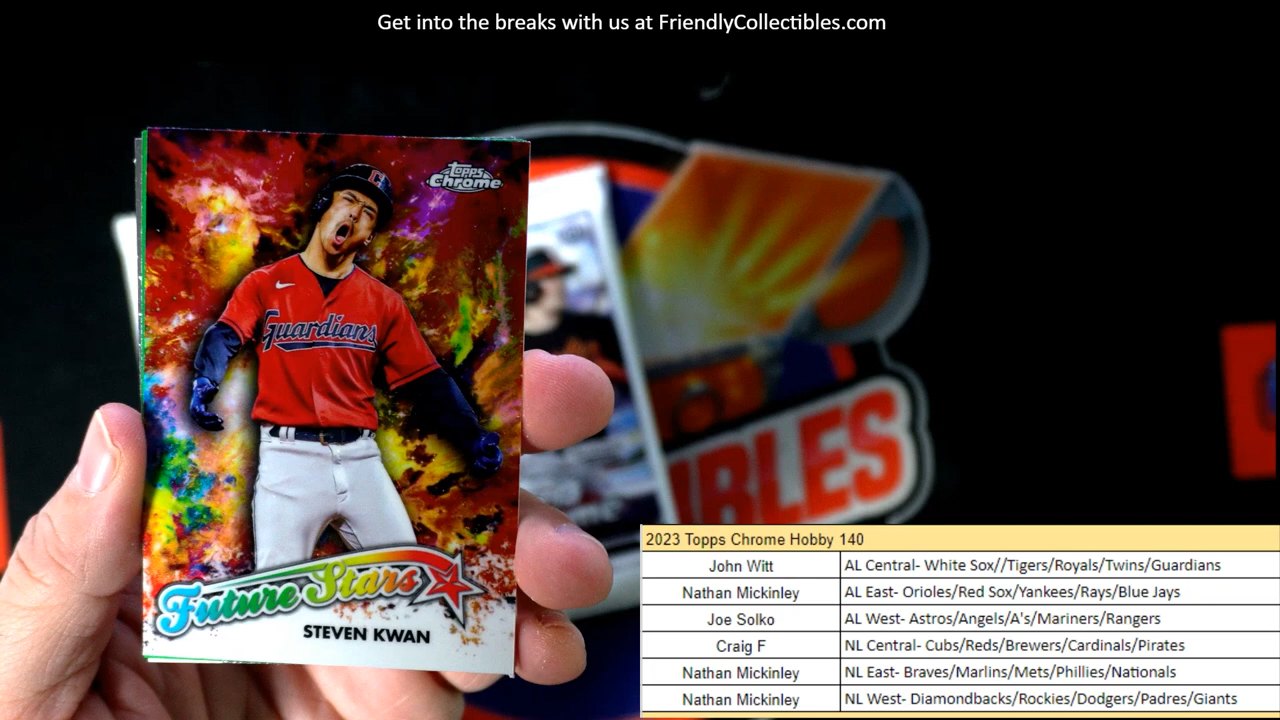 Get into the breaks with us at FriendlyCollectibles.com
Topps
Chrome
Guardians
Future Stars
STEVEN KWAN
IBLES
2023 Topps Chrome Hobby 140
John Witt AL Central- White Sox//Tigers/Royals/Twins/Guardians
Nathan Mickinley AL East- Orioles/Red Sox/Yankees/Rays/Blue Jays
Joe Solko AL West- Astros/Angels/A's/Mariners/Rangers
Craig F NL Central- Cubs/Reds/Brewers/Cardinals/Pirates
Nathan Mickinley NL East- Braves/Marlins/Mets/Phillies/Nationals
Nathan Mickinley NL West- Diamondbacks/Rockies/Dodgers/Padres/Giants